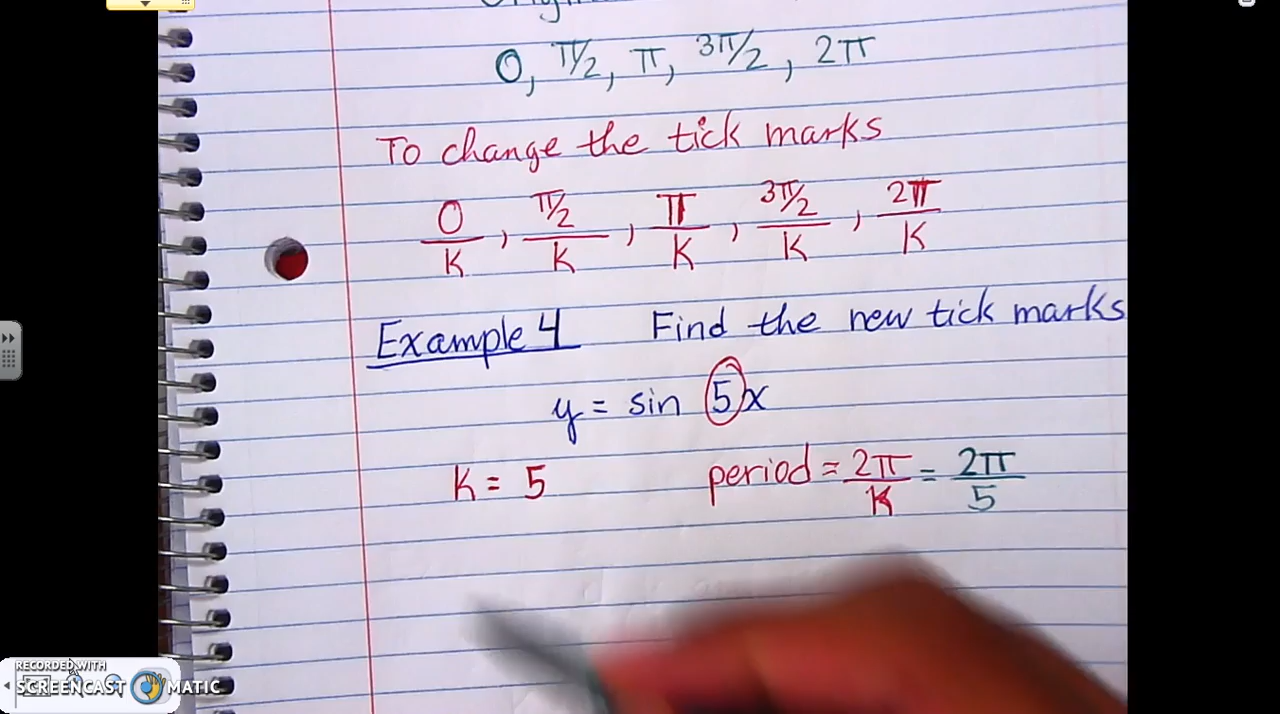 0, π/2, π, 3π/2, 2π
To change the tick marks
0/K, π/2/K, π/K, 3π/2/K, 2π/K
Example 4 Find the new tick marks
y = sin 5x
K = 5 period = 2π/K = 2π/5
RECORDED WITH
SCREENCAST MATIC